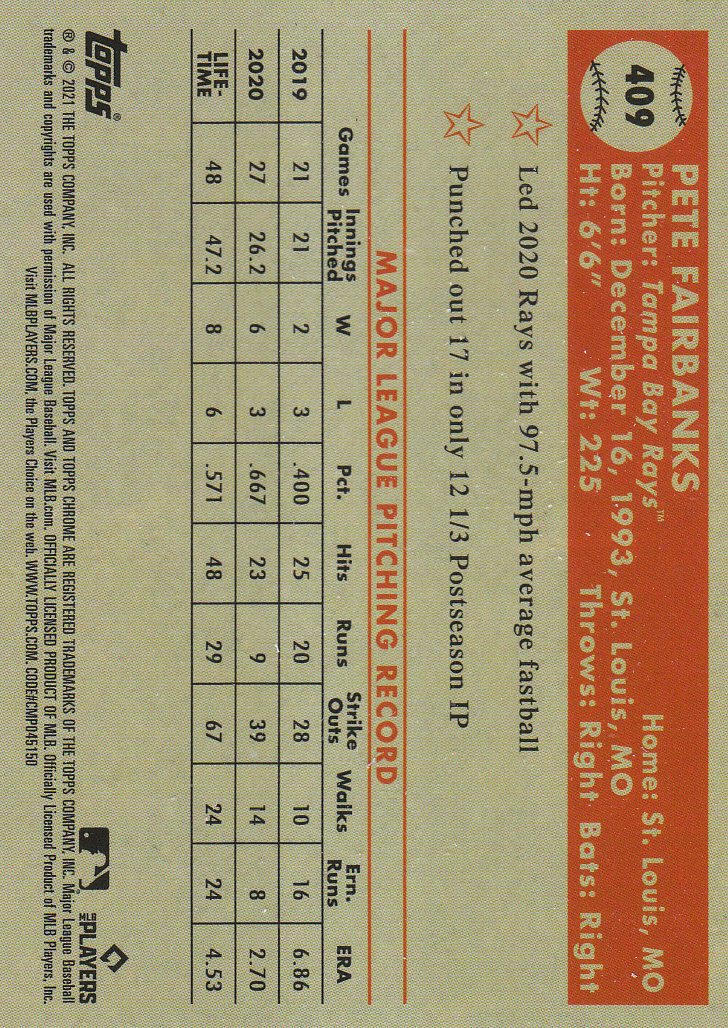 409
PETE FAIRBANKS
Pitcher: Tampa Bay Rays™ Home: St. Louis, MO
Born: December 16, 1993, St. Louis, MO
Ht: 6'6" Wt: 225 Throws: Right Bats: Right
Led 2020 Rays with 97.5-mph average fastball
Punched out 17 in only 12 1/3 Postseason IP
MAJOR LEAGUE PITCHING RECORD
Games Innings Pitched W L Pct. Hits Runs Strike Outs Walks Ern. Runs ERA
2019 21 21 2 3 .400 25 20 28 10 16 6.86
2020 27 26.2 6 3 .667 23 9 39 14 8 2.70
LIFE-TIME 48 47.2 8 6 .571 48 29 67 24 24 4.53
topps®
MLB PLAYERS
® & © 2021 THE TOPPS COMPANY, INC. ALL RIGHTS RESERVED. TOPPS AND TOPPS CHROME ARE REGISTERED TRADEMARKS OF THE TOPPS COMPANY, INC. Major League Baseball
trademarks and copyrights are used with permission of Major League Baseball. Visit MLB.com. OFFICIALLY LICENSED PRODUCT OF MLB. Officially Licensed Product of MLB Players, Inc.
Visit MLBPLAYERS.COM, the Players Choice on the web. WWW.TOPPS.COM. CODE#CMP045150